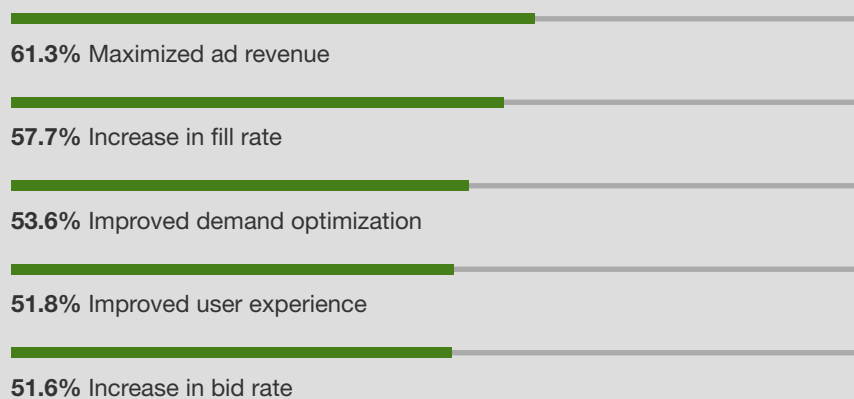 61.3% Maximized ad revenue
57.7% Increase in fill rate
53.6% Improved demand optimization
51.8% Improved user experience
51.6% Increase in bid rate